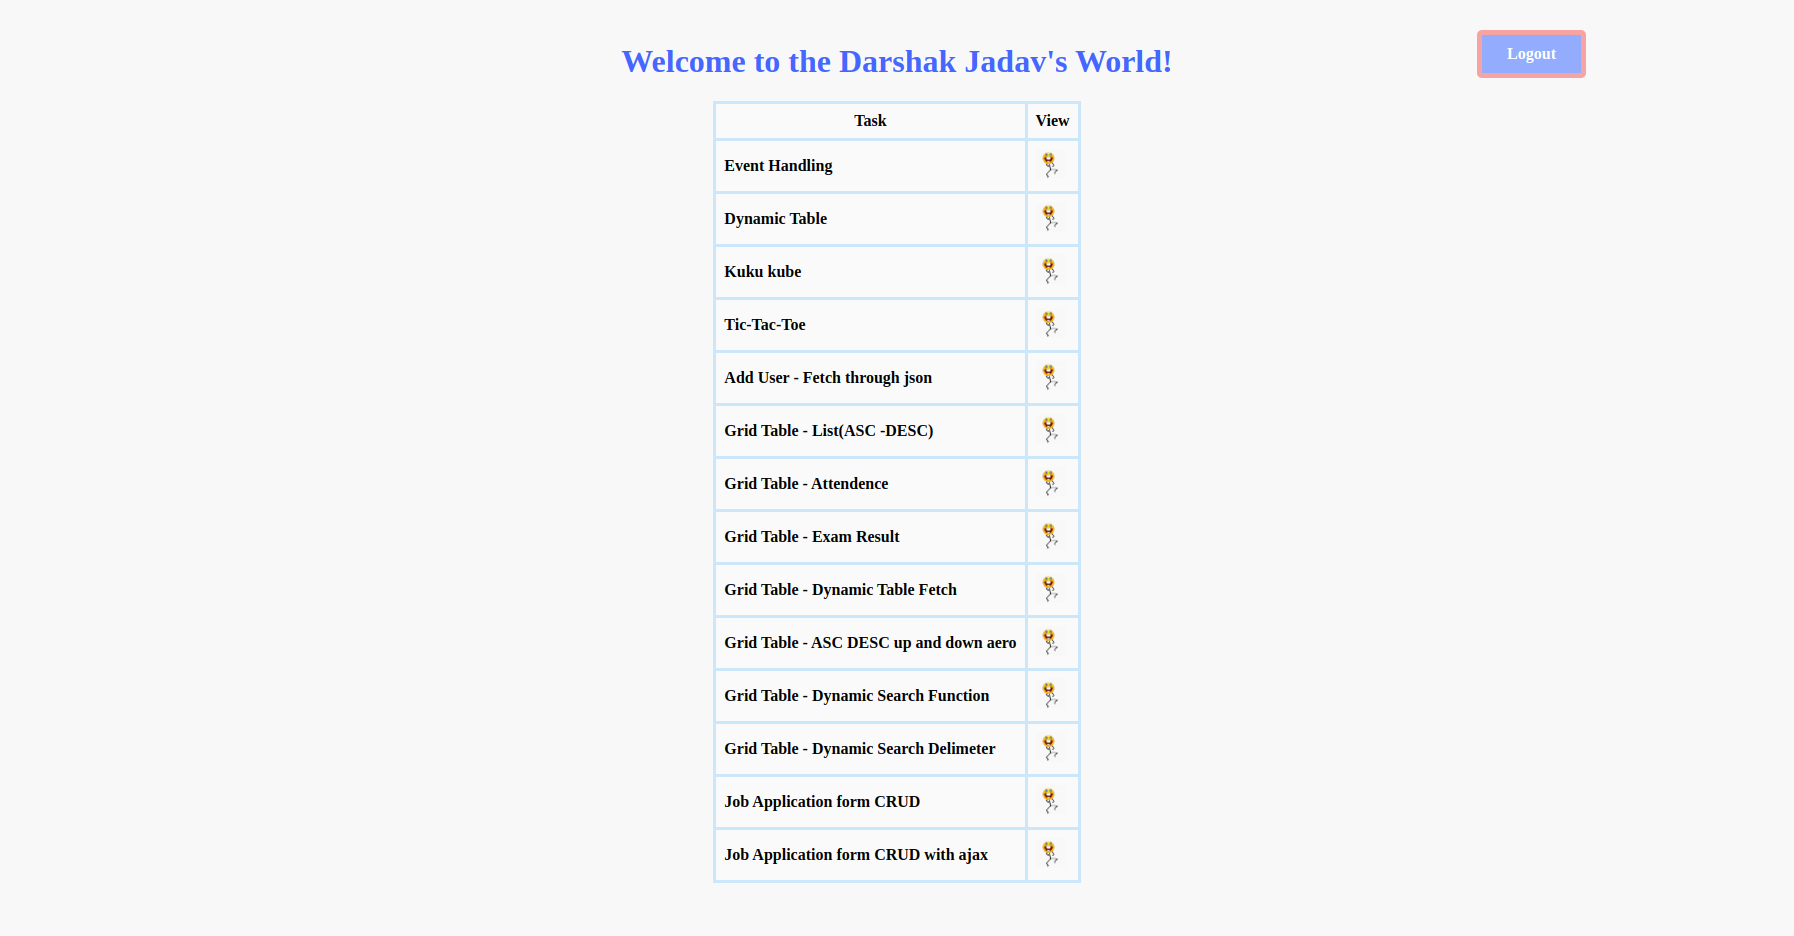 Welcome to the Darshak Jadav's World!
Logout
Task View
Event Handling
Dynamic Table
Kuku kube
Tic-Tac-Toe
Add User - Fetch through json
Grid Table - List(ASC -DESC)
Grid Table - Attendence
Grid Table - Exam Result
Grid Table - Dynamic Table Fetch
Grid Table - ASC DESC up and down aero
Grid Table - Dynamic Search Function
Grid Table - Dynamic Search Delimeter
Job Application form CRUD
Job Application form CRUD with ajax